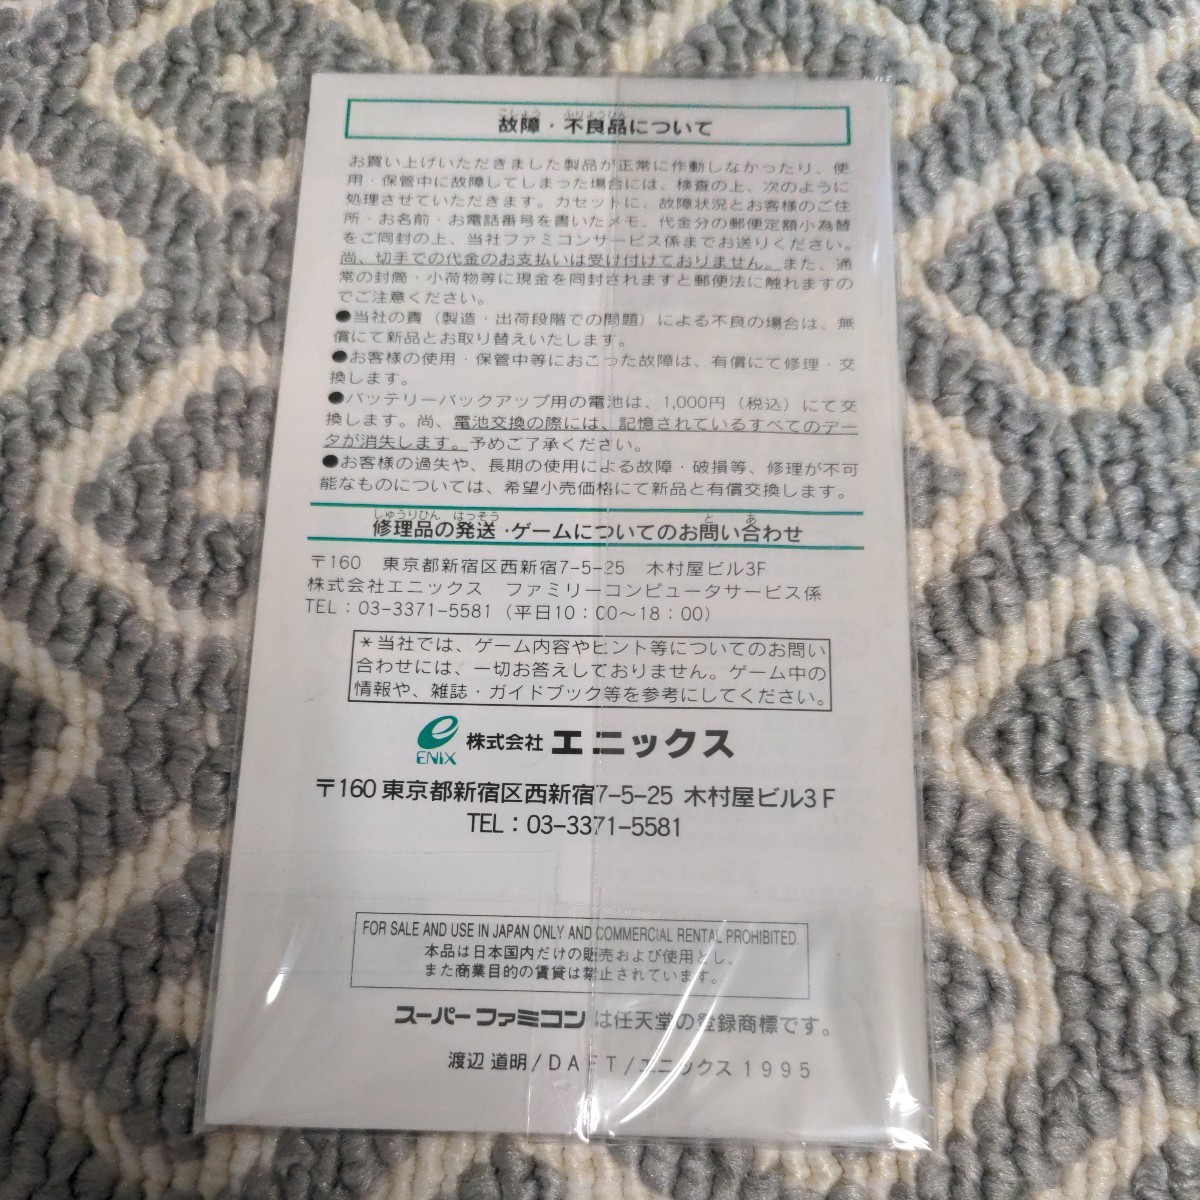 こしょう　ふりょうひん
故障・不良品について
お買い上げいただきました製品が正常に作動しなかったり、使
用・保管中に故障してしまった場合には、検査の上、次のように
処理させていただきます。カセットに、故障状況とお客様のご住
所・お名前・お電話番号を書いたメモ、代金分の郵便定額小為替
をご同封の上、当社ファミコンサービス係までお送りください。
尚、切手での代金のお支払いは受け付けておりません。また、通
常の封筒・小荷物等に現金を同封されますと郵便法に触れますの
でご注意ください。
●当社の責（製造・出荷段階での問題）による不良の場合は、無
償にて新品とお取り替えいたします。
●お客様の使用・保管中等におこった故障は、有償にて修理・交
換します。
●バッテリーバックアップ用の電池は、1,000円（税込）にて交
換します。尚、電池交換の際には、記憶されているすべてのデー
タが消失します。予めご了承ください。
●お客様の過失や、長期の使用による故障・破損等、修理が不可
能なものについては、希望小売価格にて新品と有償交換します。
しゅうりひん　はっそう　と　あ
修理品の発送・ゲームについてのお問い合わせ
〒160　東京都新宿区西新宿7-5-25　木村屋ビル3F
株式会社エニックス　ファミリーコンピュータサービス係
TEL：03-3371-5581（平日10：00〜18：00）
＊当社では、ゲーム内容やヒント等についてのお問い
合わせには、一切お答えしておりません。ゲーム中の
情報や、雑誌・ガイドブック等を参考にしてください。
ENIX 株式会社 エニックス
〒160 東京都新宿区西新宿7-5-25 木村屋ビル3F
TEL：03-3371-5581
FOR SALE AND USE IN JAPAN ONLY AND COMMERCIAL RENTAL PROHIBITED.
本品は日本国内だけの販売および使用とし、
また商業目的の賃貸は禁止されています。
スーパーファミコンは任天堂の登録商標です。
渡辺 道明/DAFT/エニックス 1995